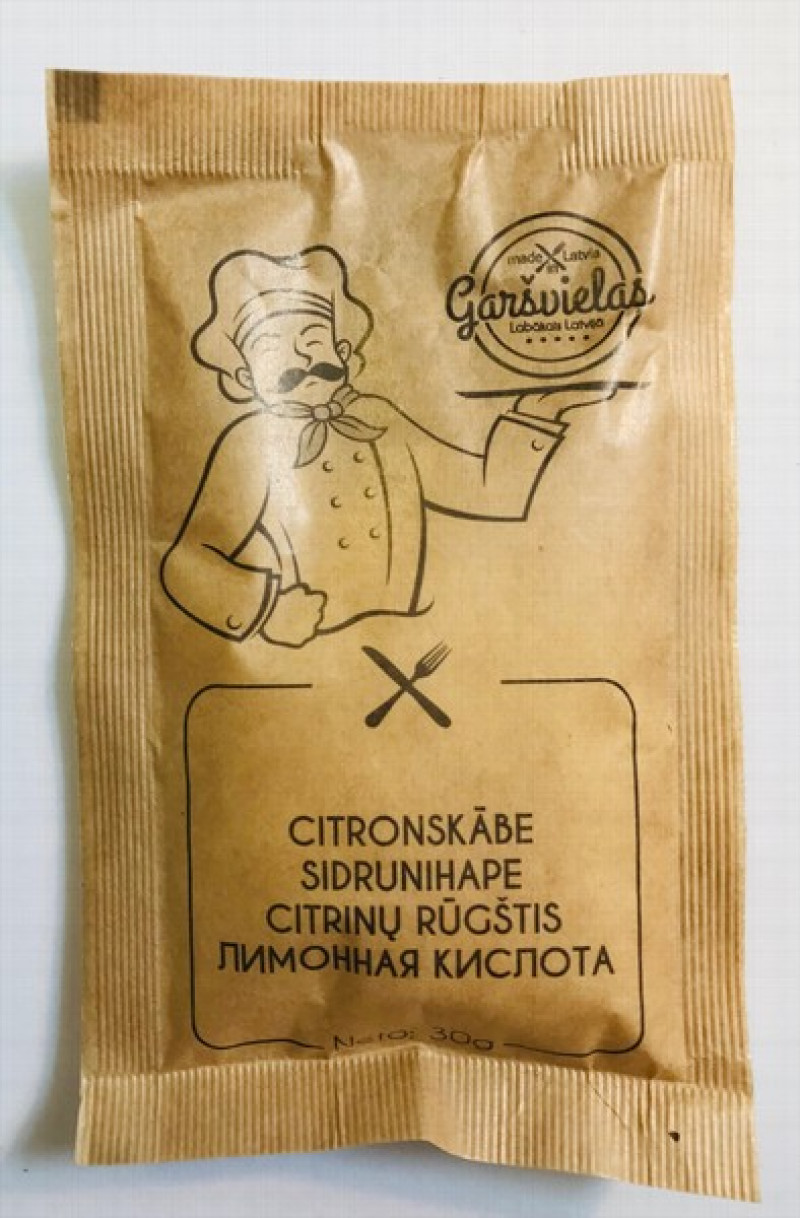 made in Latvia
Garšvielas
Labākais Latvijā
CITRONSKĀBE
SIDRUNIHAPE
CITRINŲ RŪGŠTIS
ЛИМОННАЯ КИСЛОТА
Neto: 30g